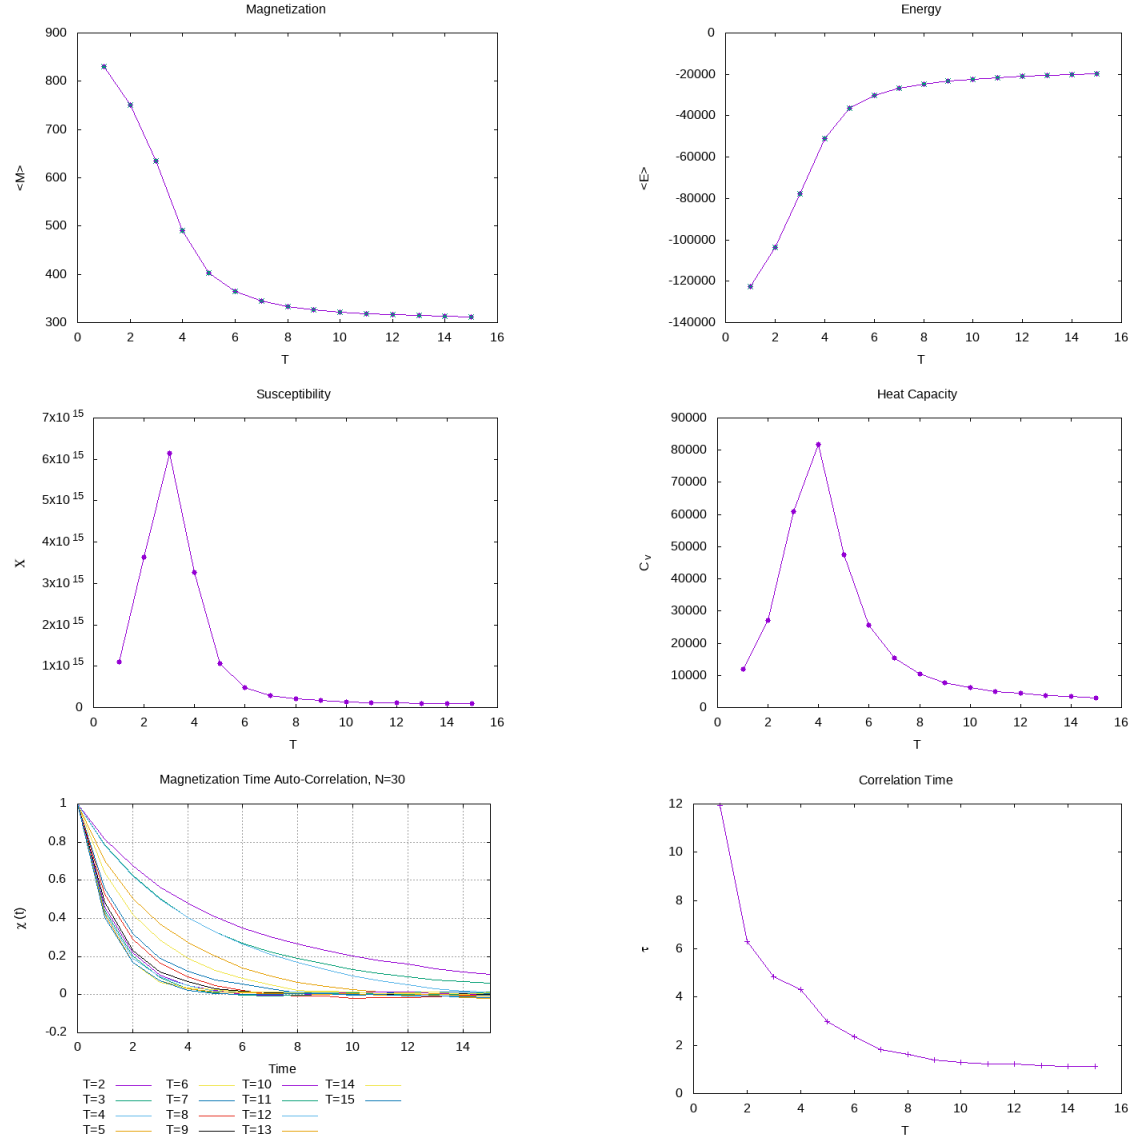 Magnetization
900
800
700
600
500
400
300
<M>
0 2 4 6 8 10 12 14 16
T
Energy
0
-20000
-40000
-60000
-80000
-100000
-120000
-140000
<E>
0 2 4 6 8 10 12 14 16
T
Susceptibility
7x10 15
6x10 15
5x10 15
4x10 15
3x10 15
2x10 15
1x10 15
0
X
0 2 4 6 8 10 12 14 16
T
Heat Capacity
90000
80000
70000
60000
50000
40000
30000
20000
10000
0
C v
0 2 4 6 8 10 12 14 16
T
Magnetization Time Auto-Correlation, N=30
1
0.8
0.6
0.4
0.2
0
-0.2
χ (t)
0 2 4 6 8 10 12 14
Time
T=2 T=6 T=10 T=14
T=3 T=7 T=11 T=15
T=4 T=8 T=12
T=5 T=9 T=13
Correlation Time
12
10
8
6
4
2
0
τ
0 2 4 6 8 10 12 14 16
T